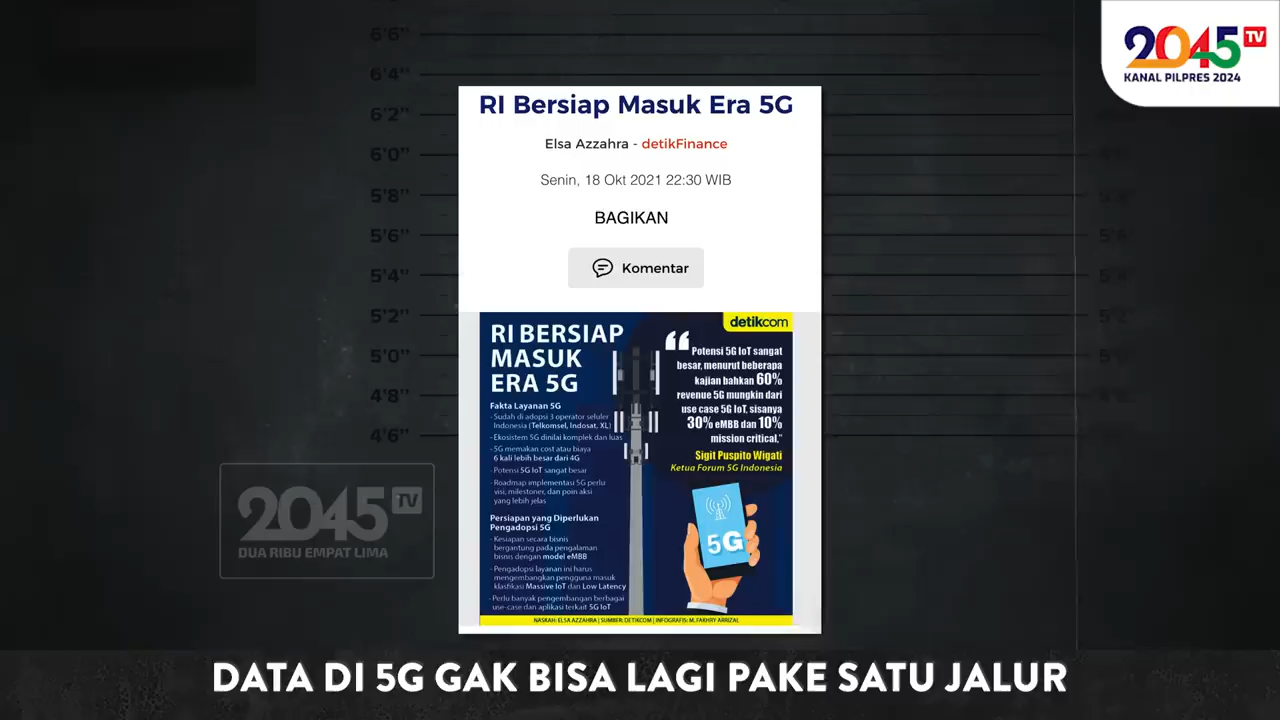 6'6"
6'4"
6'2"
6'0"
5'8"
5'6"
5'4"
5'2"
5'0"
4'8"
4'6"
2045 TV
KANAL PILPRES 2024
RI Bersiap Masuk Era 5G
Elsa Azzahra - detikFinance
Senin, 18 Okt 2021 22:30 WIB
BAGIKAN
Komentar
detikcom
RI BERSIAP
MASUK
ERA 5G
Fakta Layanan 5G
- Sudah di adopsi 3 operator seluler
Indonesia (Telkomsel, Indosat, XL)
- Ekosistem 5G dinilai komplek dan luas
- 5G memakan cost atau biaya
6 kali lebih besar dari 4G
- Potensi 5G IoT sangat besar
- Roadmap implementasi 5G perlu
visi, milestoner, dan poin aksi
yang lebih jelas
Persiapan yang Diperlukan
Pengadopsi 5G
- Kesiapan secara bisnis
bergantung pada pengalaman
bisnis dengan model eMBB
- Pengadopsi layanan ini harus
mengembangkan pengguna masuk
klasfikasi Massive IoT dan Low Latency
- Perlu banyak pengembangan berbagai
use-case dan aplikasi terkait 5G IoT
“
Potensi 5G IoT sangat
besar, menurut beberapa
kajian bahkan 60%
revenue 5G mungkin dari
use case 5G IoT, sisanya
30% eMBB dan 10%
mission critical,"
Sigit Puspito Wigati
Ketua Forum 5G Indonesia
5G
NASKAH: ELSA AZZAHRA | SUMBER: DETIKCOM | INFOGRAFIS: M.FAKHRY ARRIZAL
2045 TV
DUA RIBU EMPAT LIMA
DATA DI 5G GAK BISA LAGI PAKE SATU JALUR